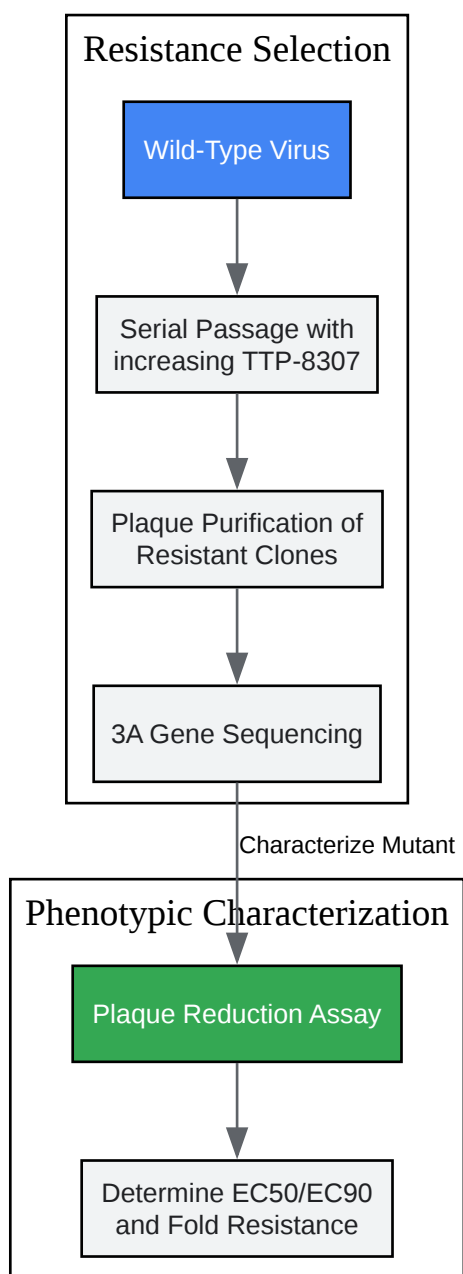 Resistance Selection
Wild-Type Virus
Serial Passage with
increasing TTP-8307
Plaque Purification of
Resistant Clones
3A Gene Sequencing
Characterize Mutant
Phenotypic Characterization
Plaque Reduction Assay
Determine EC50/EC90
and Fold Resistance